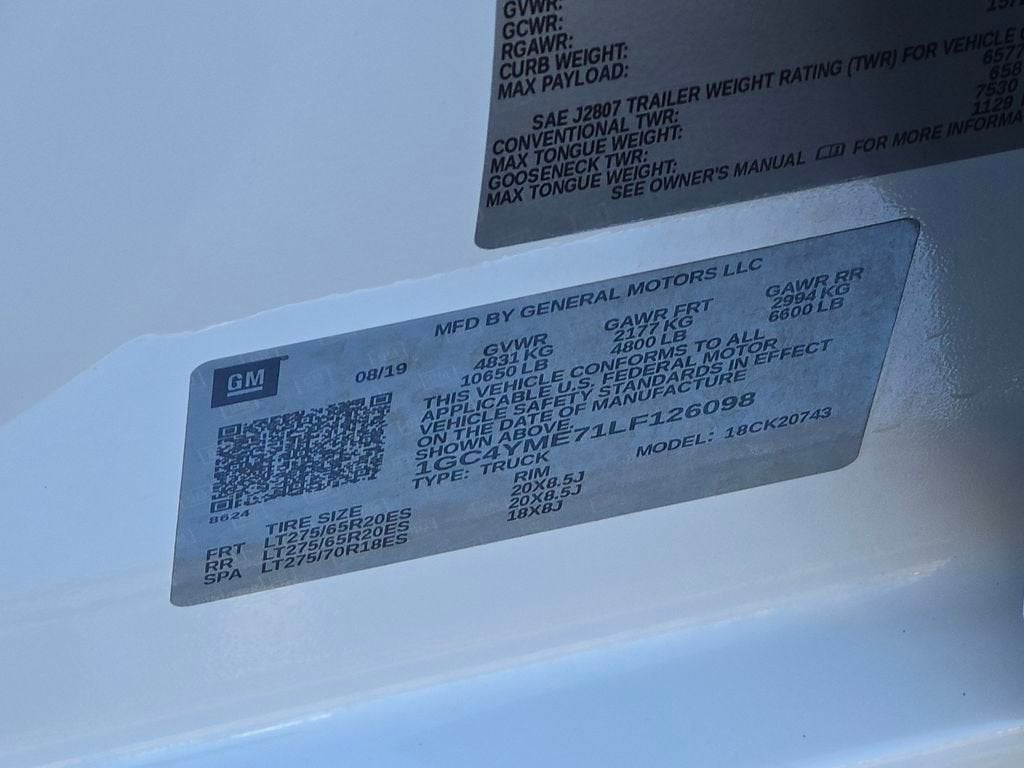 GVWR:
GCWR:
RGAWR:
CURB WEIGHT:
MAX PAYLOAD:
SAE J2807 TRAILER WEIGHT RATING (TWR) FOR VEHICLE
CONVENTIONAL TWR: 6577
MAX TONGUE WEIGHT: 658
GOOSENECK TWR: 7530
MAX TONGUE WEIGHT: 1129
SEE OWNER'S MANUAL FOR MORE INFORMA
MFD BY GENERAL MOTORS LLC
GM
08/19
GVWR GAWR FRT GAWR RR
4831 KG 2177 KG 2994 KG
10650 LB 4800 LB 6600 LB
THIS VEHICLE CONFORMS TO ALL
APPLICABLE U.S. FEDERAL MOTOR
VEHICLE SAFETY STANDARDS IN EFFECT
ON THE DATE OF MANUFACTURE
SHOWN ABOVE.
1GC4YME71LF126098
TYPE: TRUCK MODEL: 18CK20743
8624
TIRE SIZE RIM
FRT LT275/65R20ES 20X8.5J
RR LT275/65R20ES 20X8.5J
SPA LT275/70R18ES 18X8J